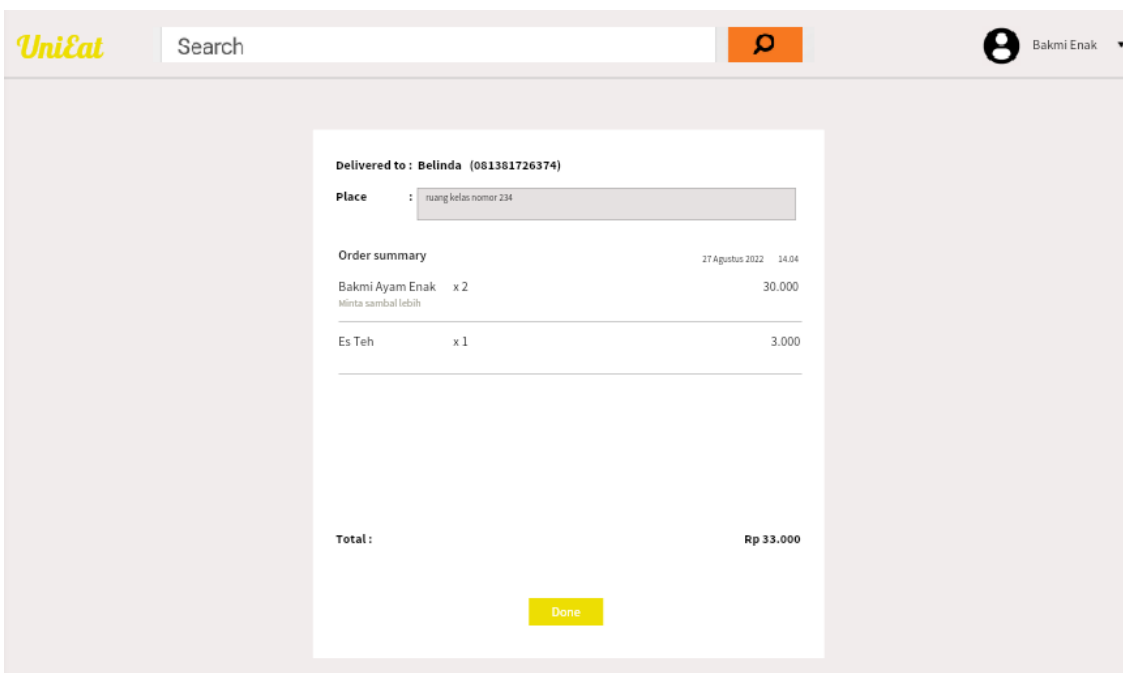 UniEat Search Bakmi Enak
Delivered to : Belinda (081381726374)
Place : ruang kelas nomor 234
Order summary 27 Agustus 2022 14.04
Bakmi Ayam Enak x 2 30.000
Minta sambal lebih
Es Teh x 1 3.000
Total : Rp 33.000
Done